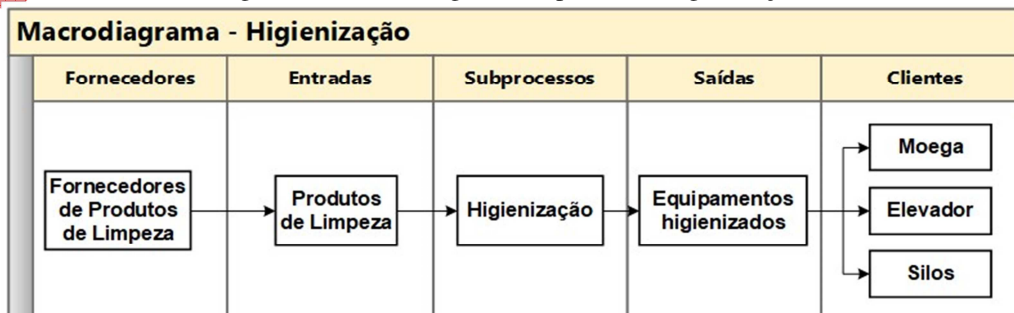 Macrodiagrama - Higienização
Fornecedores
Entradas
Subprocessos
Saídas
Clientes
Fornecedores
de Produtos
de Limpeza
Produtos
de Limpeza
Higienização
Equipamentos
higienizados
Moega
Elevador
Silos